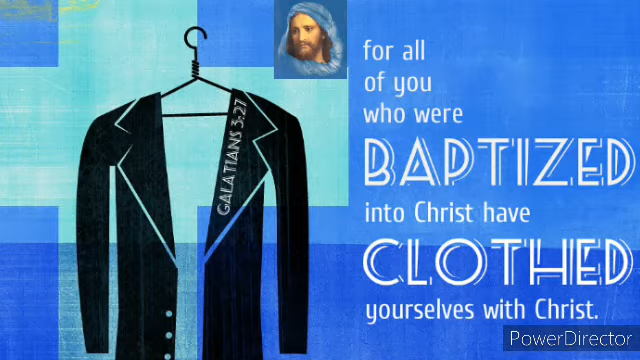 GALATIANS 3:27
for all
of you
who were
BAPTIZED
into Christ have
CLOTHED
yourselves with Christ.
PowerDirector